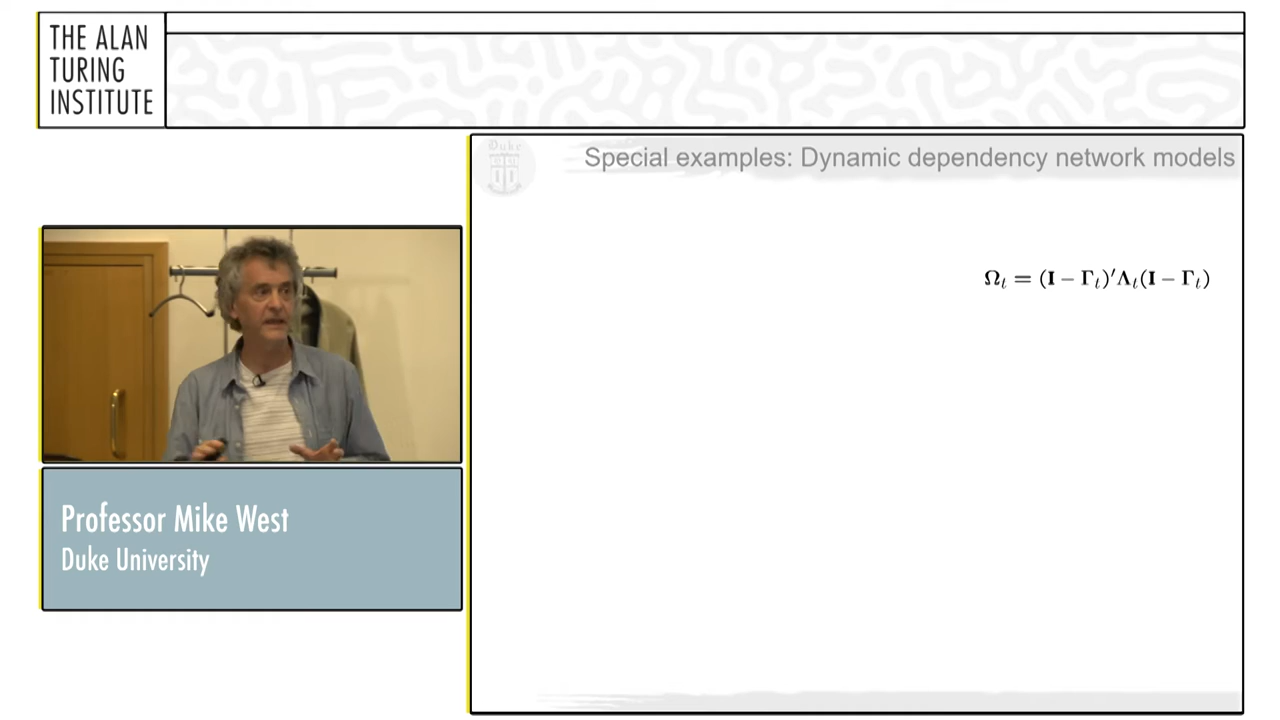 THE ALAN
TURING
INSTITUTE
Duke
Special examples: Dynamic dependency network models
Ωₜ = (I − Γₜ)′Λₜ(I − Γₜ)
Professor Mike West
Duke University